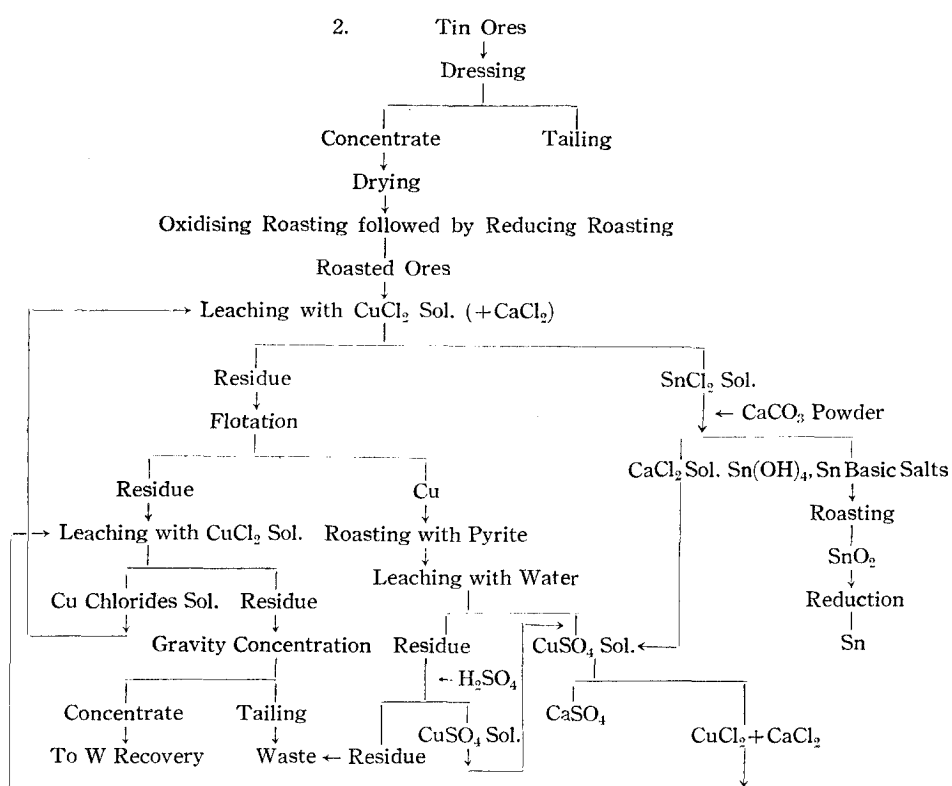 2. Tin Ores
Dressing
Concentrate Tailing
Drying
Oxidising Roasting followed by Reducing Roasting
Roasted Ores
Leaching with CuCl₂ Sol. (+CaCl₂)
Residue SnCl₂ Sol.
Flotation ← CaCO₃ Powder
CaCl₂ Sol. Sn(OH)₄, Sn Basic Salts
Residue Cu
Leaching with CuCl₂ Sol. Roasting with Pyrite Roasting
Leaching with Water SnO₂
Cu Chlorides Sol. Residue Reduction
Gravity Concentration Residue CuSO₄ Sol. Sn
← H₂SO₄
Concentrate Tailing CaSO₄
CuSO₄ Sol. CuCl₂+CaCl₂
To W Recovery Waste ← Residue